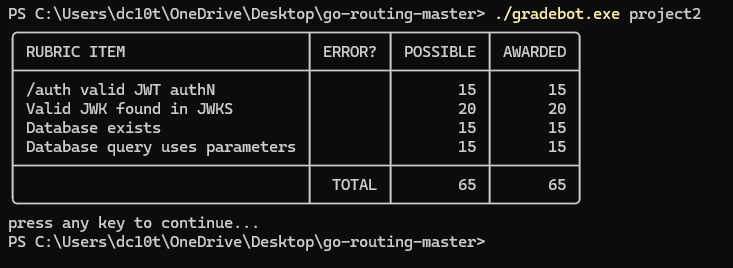 PS C:\Users\dc10t\OneDrive\Desktop\go-routing-master> ./gradebot.exe project2
RUBRIC ITEM ERROR? POSSIBLE AWARDED
/auth valid JWT authN 15 15
Valid JWK found in JWKS 20 20
Database exists 15 15
Database query uses parameters 15 15
TOTAL 65 65
press any key to continue...
PS C:\Users\dc10t\OneDrive\Desktop\go-routing-master>